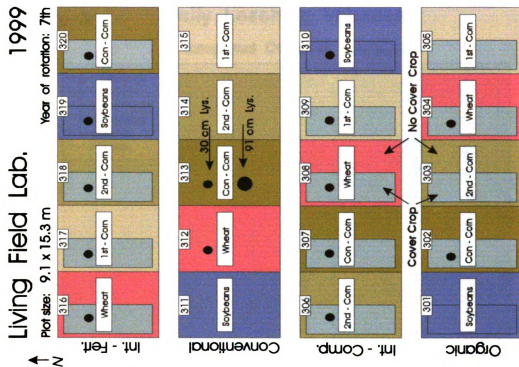 Living Field Lab. 1999
Plot size: 9.1 x 15.3 m Year of rotation: 7th
N
Int. - Fert.
316 317 318 319 320
Wheat 1st - Corn 2nd - Corn Soybeans Con - Corn
Conventional
311 312 313 314 315
30 cm Lys.
Soybeans Wheat Con - Corn 2nd - Corn 1st - Corn
91 cm Lys.
Int - Comp.
306 307 308 309 310
2nd - Corn Con - Corn Wheat 1st - Corn Soybeans
Cover Crop No Cover Crop
Organic
301 302 303 304 305
Soybeans Con - Corn 2nd - Corn Wheat 1st - Corn